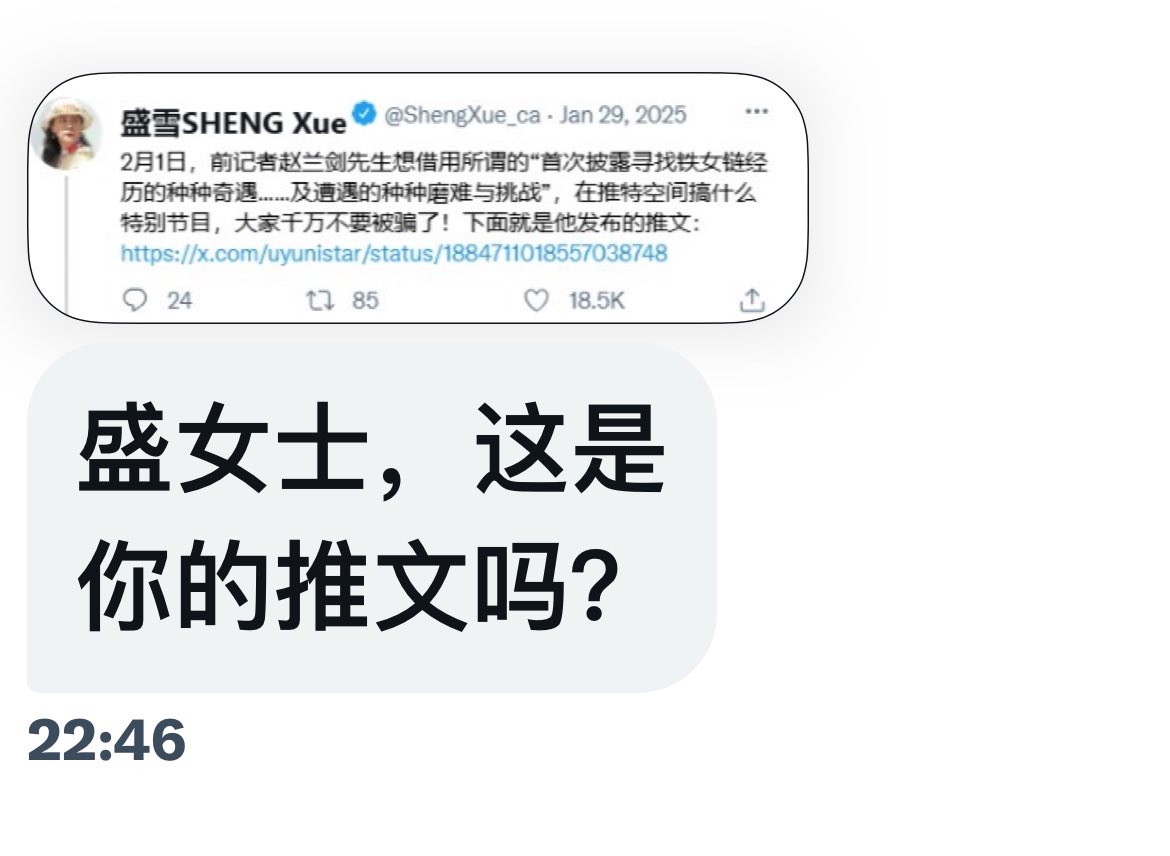 盛雪SHENG Xue @ShengXue_ca · Jan 29, 2025 ···
2月1日，前记者赵兰剑先生想借用所谓的“首次披露寻找铁女链经
历的种种奇遇......及遭遇的种种磨难与挑战”，在推特空间搞什么
特别节目，大家千万不要被骗了！下面就是他发布的推文：
https://x.com/uyunistar/status/1884711018557038748
24 85 18.5K
盛女士，这是
你的推文吗？
22:46